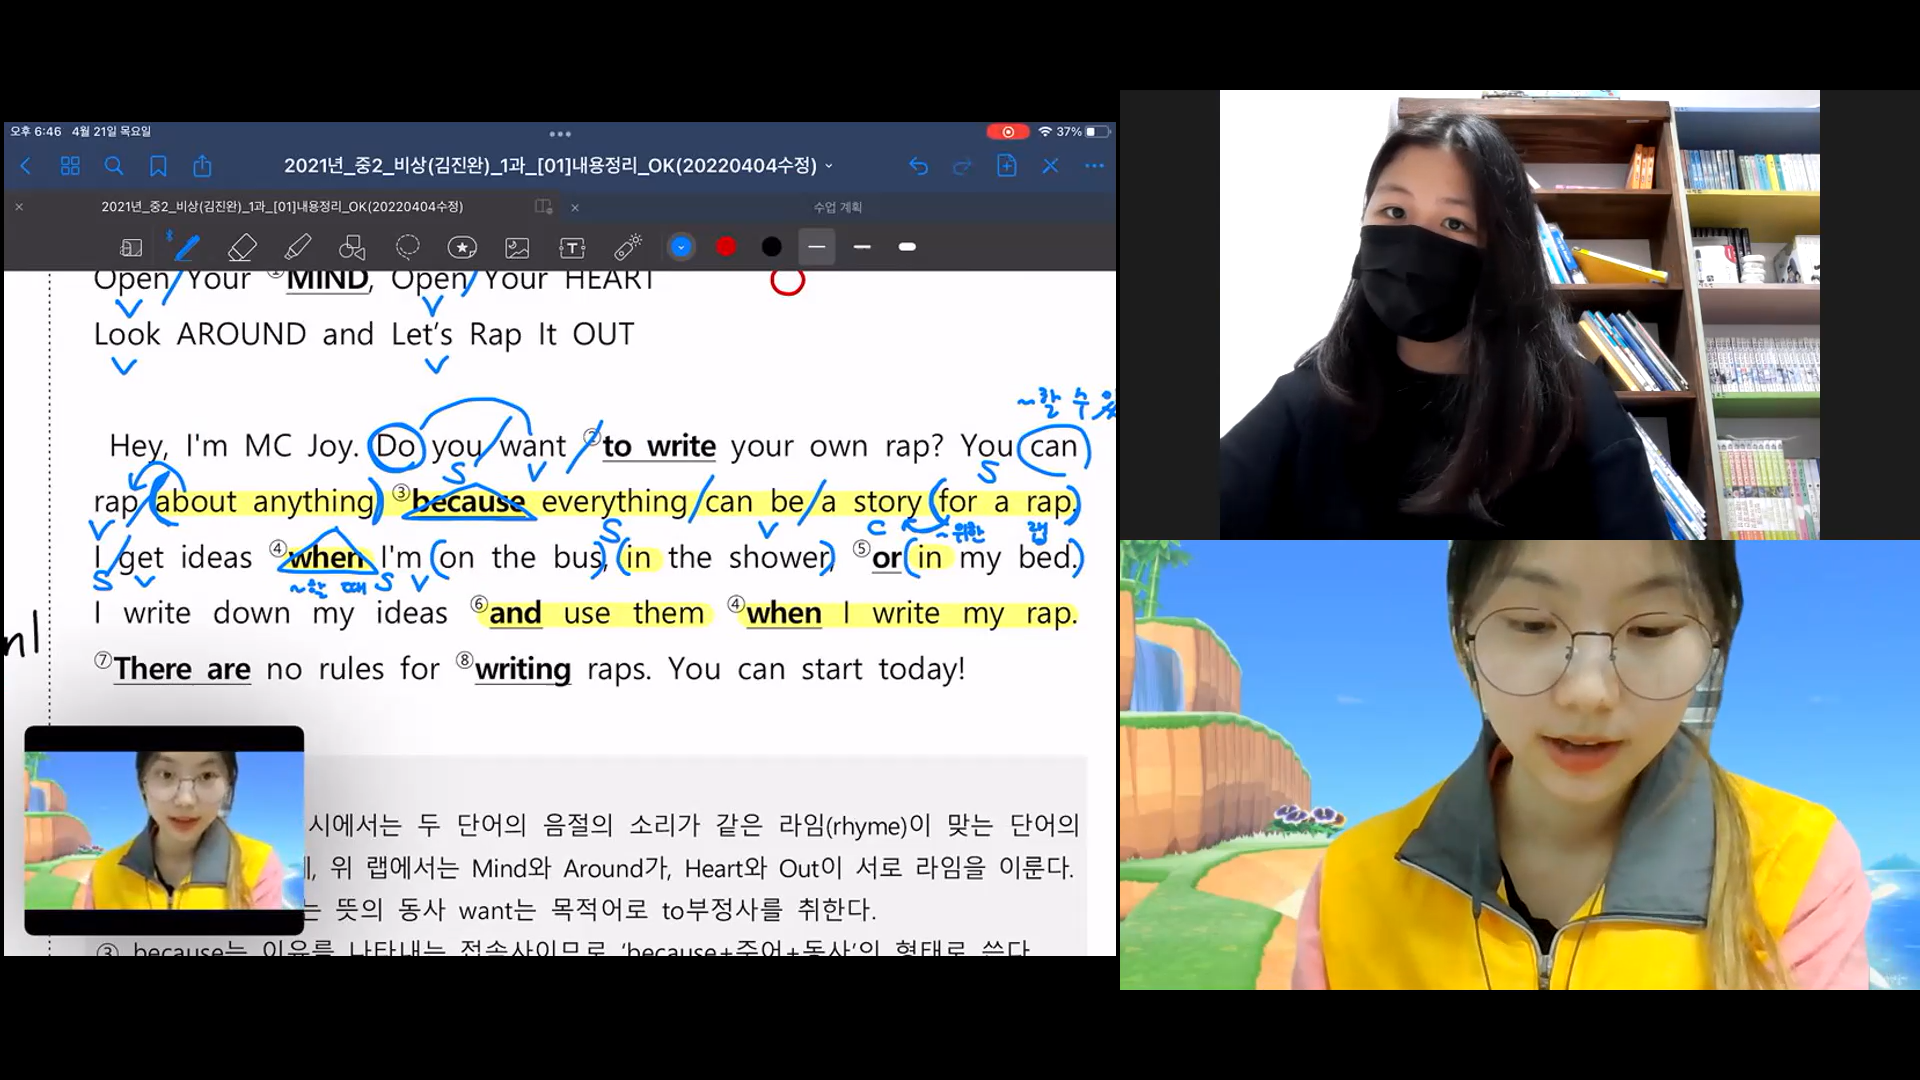 오후 6:46 4월 21일 목요일
37%
2021년_중2_비상(김진완)_1과_[01]내용정리_OK(20220404수정)
2021년_중2_비상(김진완)_1과_[01]내용정리_OK(20220404수정)
수업 계획
Open Your ①MIND, Open Your HEART
V V
Look AROUND and Let's Rap It OUT
V V
~할 수 있
Hey, I'm MC Joy. Do you want ②to write your own rap? You can
S V S
rap (about anything) ③because everything can be a story (for a rap.)
V S V C ~위한 랩
I get ideas ④when I'm (on the bus), (in the shower,) ⑤or (in my bed.)
S V ~할 때 S V
I write down my ideas ⑥and use them ④when I write my rap.
⑦There are no rules for ⑧writing raps. You can start today!
시에서는 두 단어의 음절의 소리가 같은 라임(rhyme)이 맞는 단어의
, 위 랩에서는 Mind와 Around가, Heart와 Out이 서로 라임을 이룬다.
는 뜻의 동사 want는 목적어로 to부정사를 취한다.
③ because는 이유를 나타내는 접속사이므로 'because+주어+동사'의 형태로 쓴다